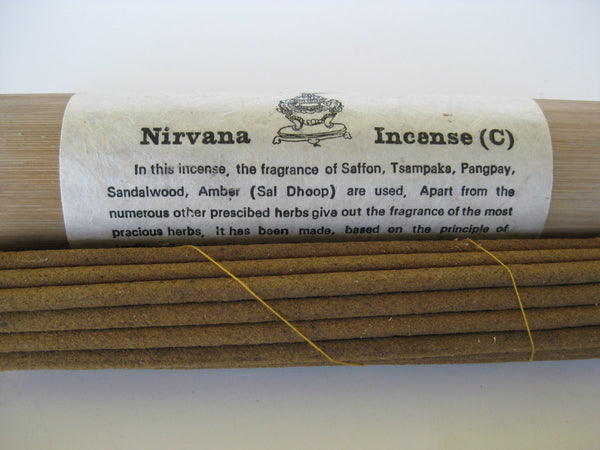 Nirvana Incense (C)
In this incense, the fragrance of Saffon, Tsampaka, Pangpay,
Sandalwood, Amber (Sal Dhoop) are used. Apart from the
numerous other prescibed herbs give out the fragrance of the most
pracious herbs. it has been made, based on the principle of